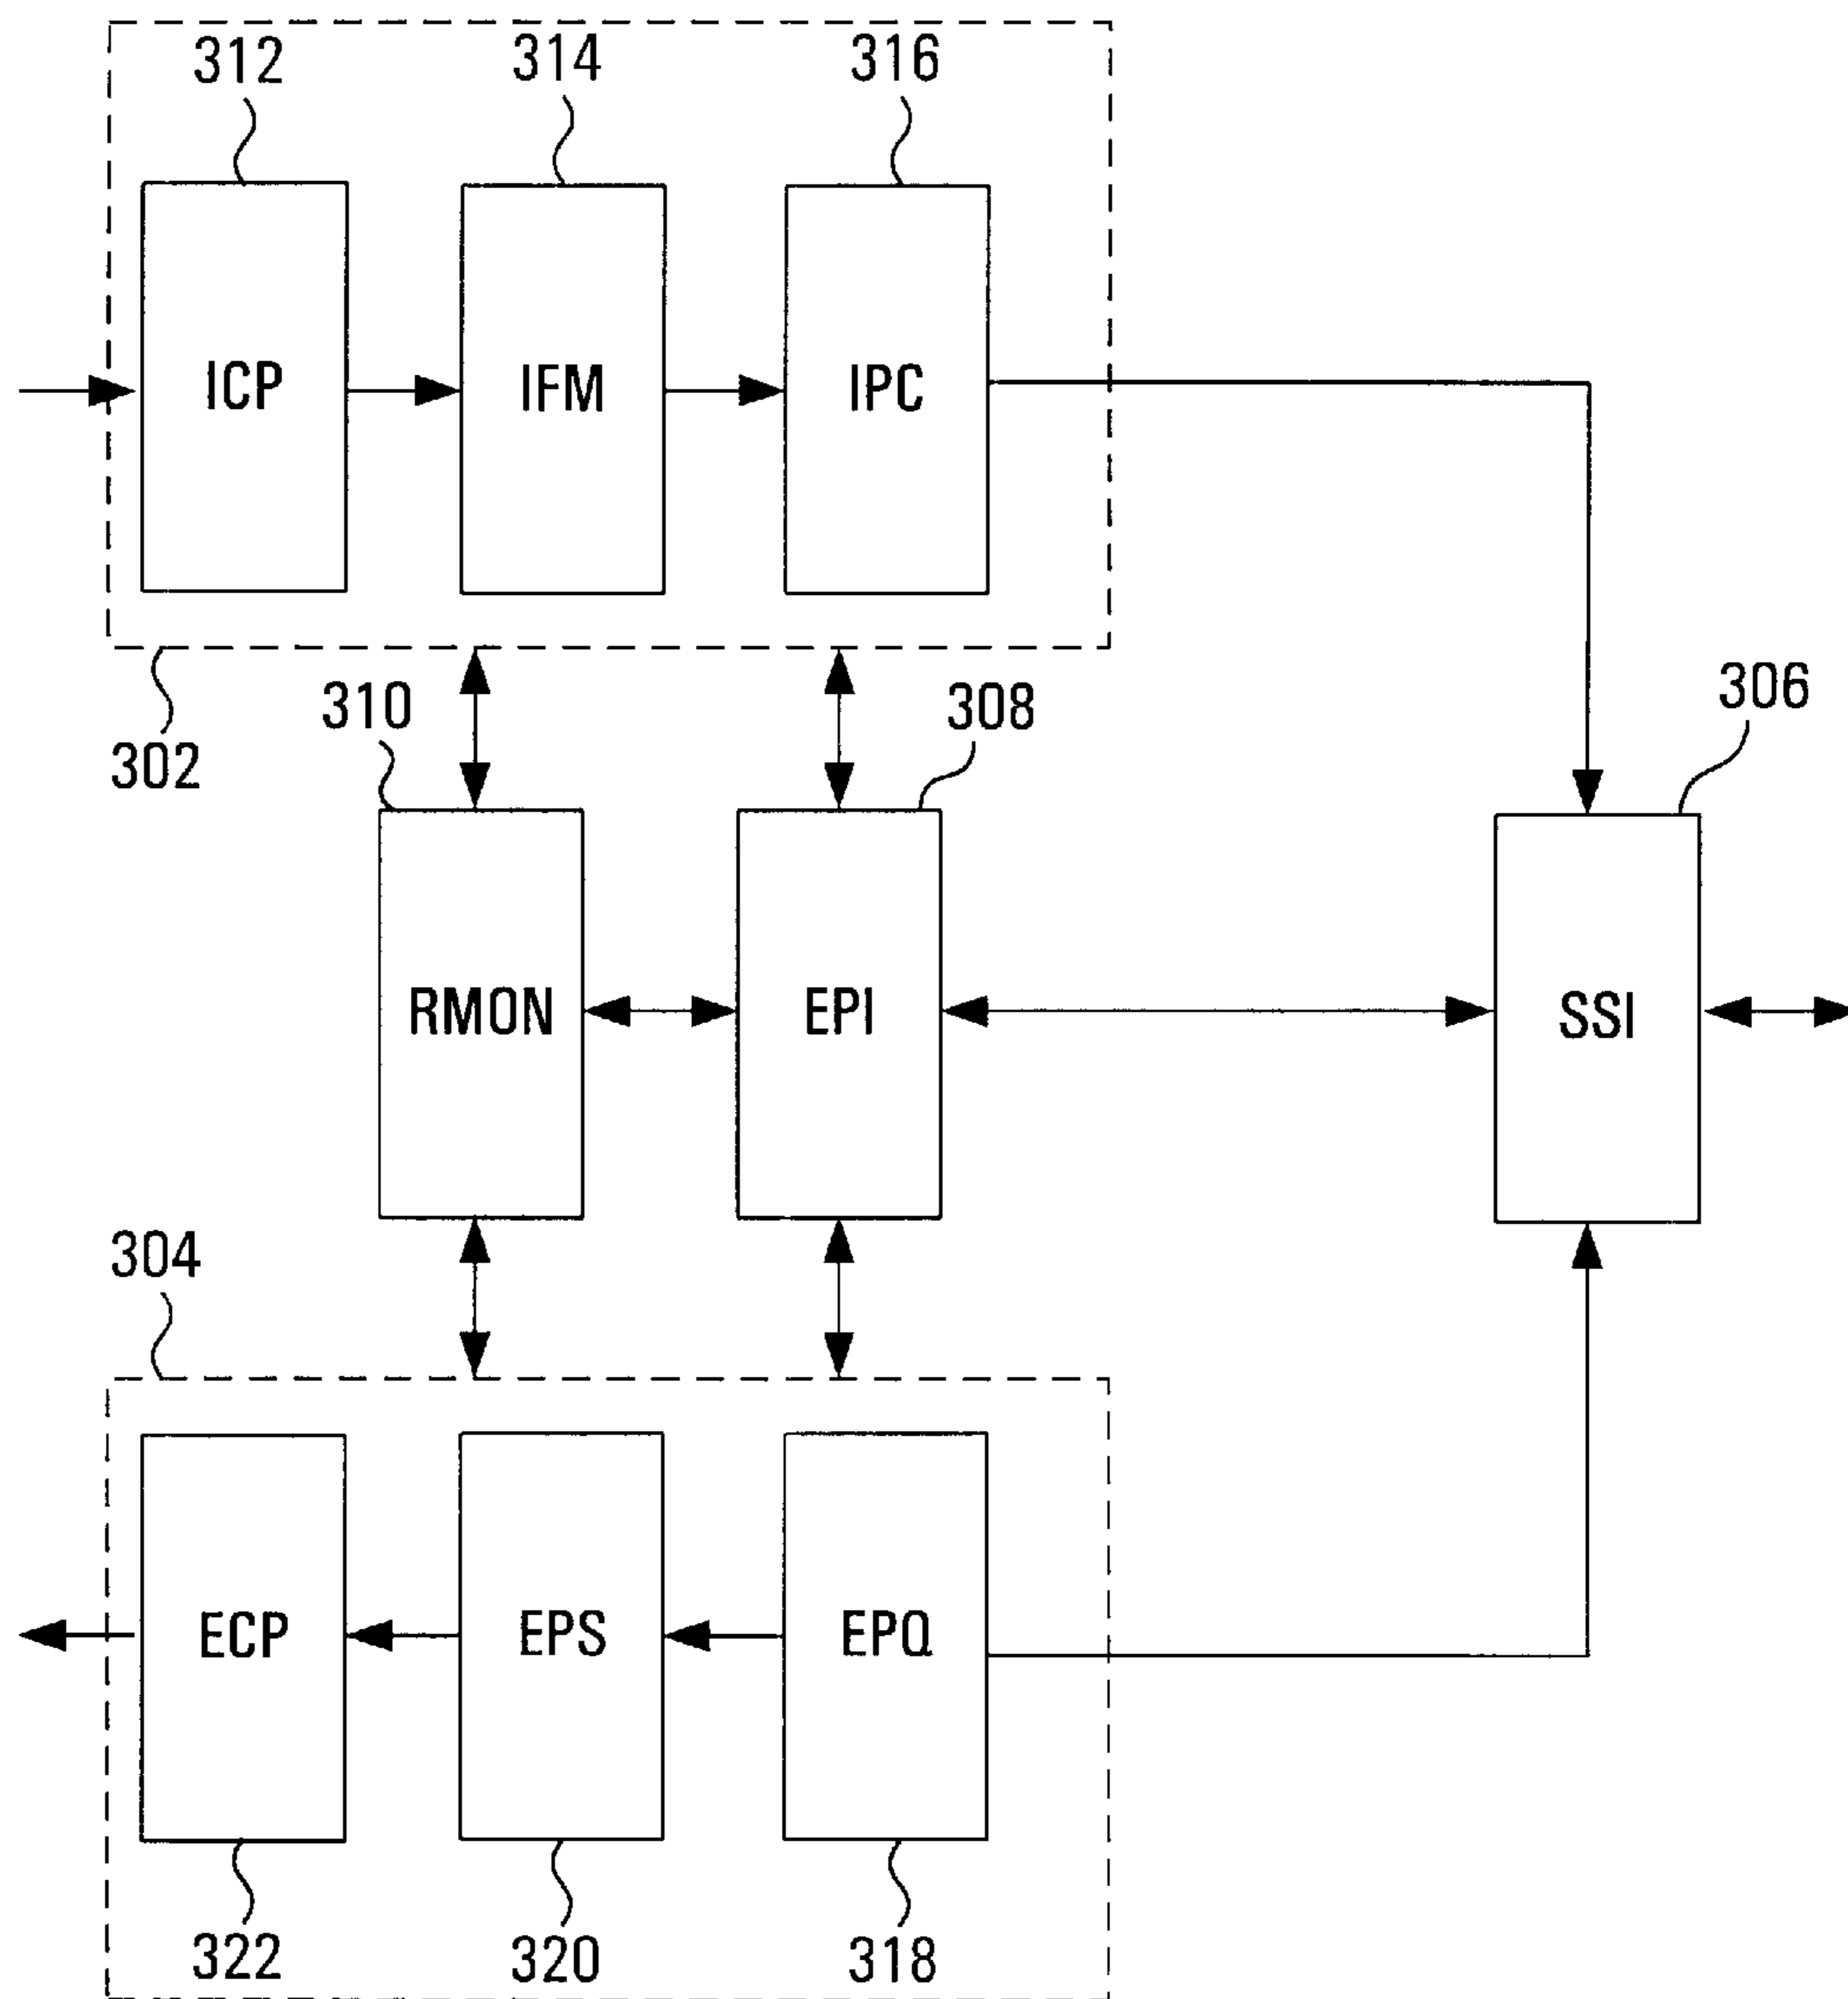 312
314
316
ICP
IFM
IPC
302
310
308
306
RMON
EPI
SSI
304
ECP
EPS
EPQ
322
320
318